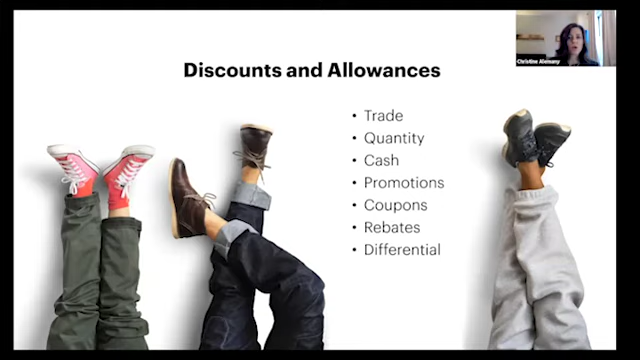 Christine Alemany
Discounts and Allowances
• Trade
• Quantity
• Cash
• Promotions
• Coupons
• Rebates
• Differential